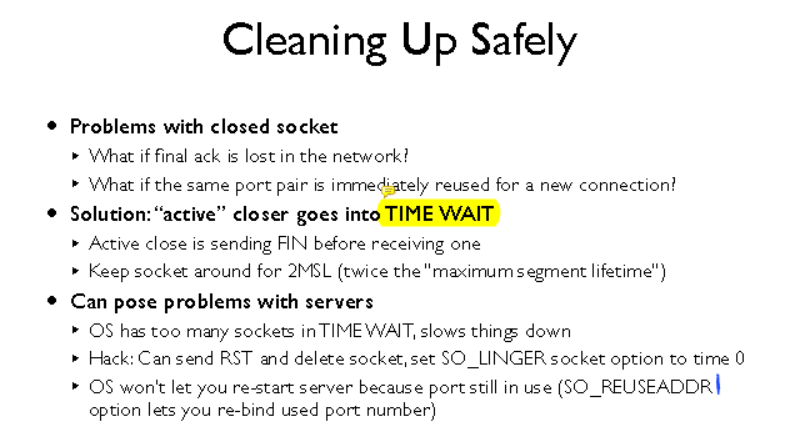 Cleaning Up Safely
• Problems with closed socket
▸ What if final ack is lost in the network?
▸ What if the same port pair is immediately reused for a new connection?
• Solution: “active” closer goes into TIME WAIT
▸ Active close is sending FIN before receiving one
▸ Keep socket around for 2MSL (twice the "maximum segment lifetime")
• Can pose problems with servers
▸ OS has too many sockets in TIME WAIT, slows things down
▸ Hack: Can send RST and delete socket, set SO_LINGER socket option to time 0
▸ OS won't let you re-start server because port still in use (SO_REUSEADDR
option lets you re-bind used port number)